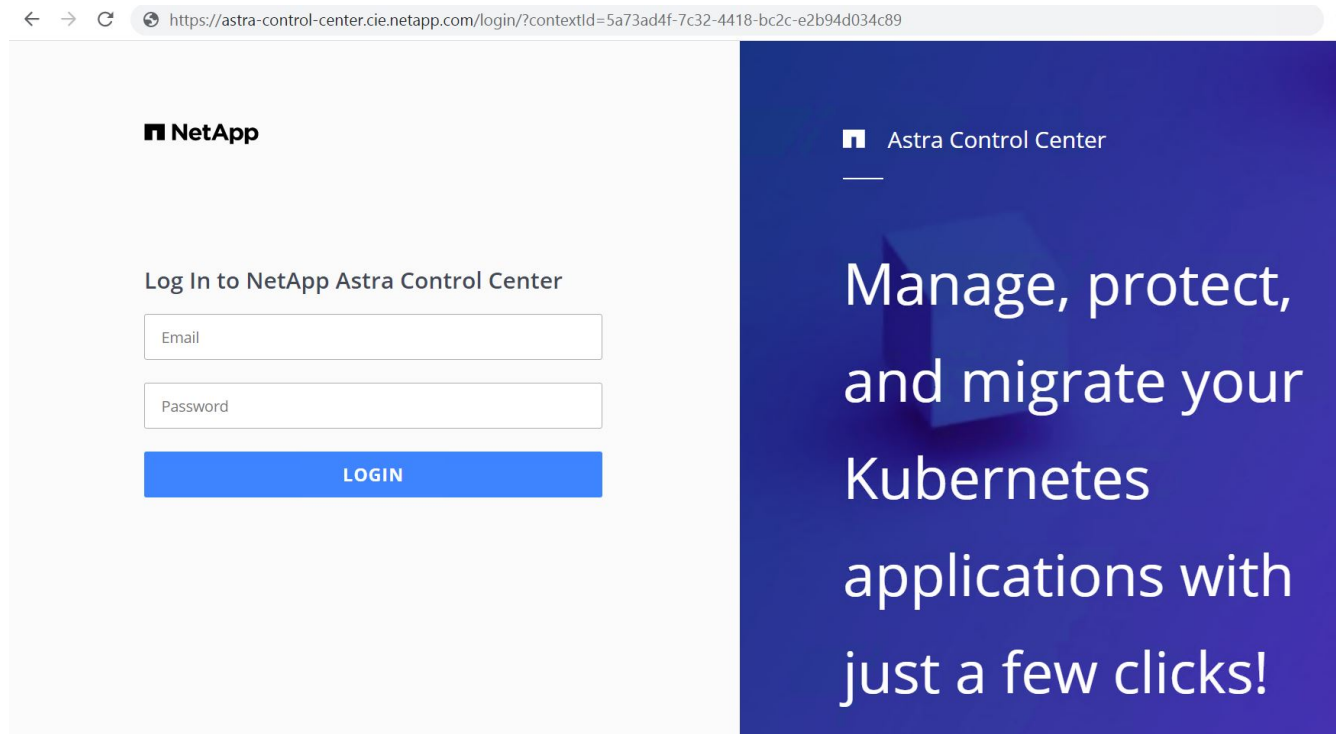 https://astra-control-center.cie.netapp.com/login/?contextId=5a73ad4f-7c32-4418-bc2c-e2b94d034c89
NetApp
Log In to NetApp Astra Control Center
Email
Password
LOGIN
Astra Control Center
Manage, protect,
and migrate your
Kubernetes
applications with
just a few clicks!